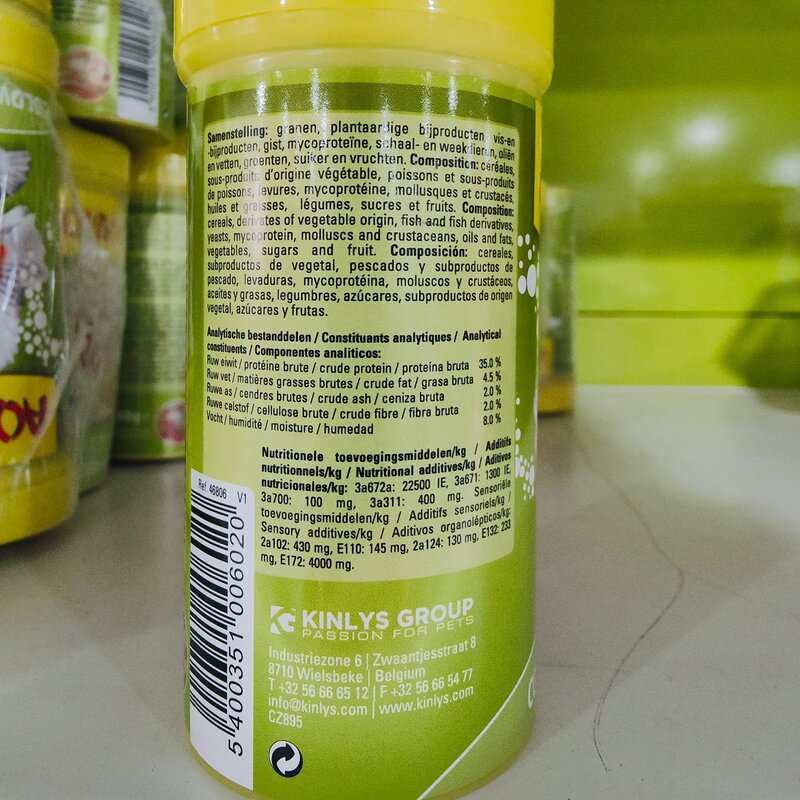 Samenstelling: granen, plantaardige bijproducten, vis-en
-bijproducten, gist, mycoproteïne, schaal- en weekdieren, oliën
en vetten, groenten, suiker en vruchten. Composition: céréales,
sous-produits d'origine végétable, poissons et sous-produits
de poissons, levures, mycoprotéine, mollusques et crustacés,
huiles et graisses, légumes, sucres et fruits. Composition:
cereals, derivates of vegetable origin, fish and fish derivatives,
yeasts, mycoprotein, molluscs and crustaceans, oils and fats,
vegetables, sugars and fruit. Composición: cereales,
subproductos de vegetal, pescados y subproductos de
pescado, levaduras, mycoproteína, moluscos y crustáceos,
aceites y grasas, legumbres, azúcares, subproductos de origen
vegetal, azúcares y frutas.
Analytische bestanddelen / Constituants analytiques / Analytical
constituents / Componentes analiticos:
Ruw eiwit / protéine brute / crude protein / proteína bruta 35.0 %
Ruw vet / matières grasses brutes / crude fat / grasa bruta 4.5 %
Ruwe as / cendres brutes / crude ash / ceniza bruta 2.0 %
Ruwe celstof / cellulose brute / crude fibre / fibra bruta 2.0 %
Vocht / humidité / moisture / humedad 8.0 %
Nutritionele toevoegingsmiddelen/kg / Additifs
nutritionnels/kg / Nutritional additives/kg / Aditivos
nutricionales/kg: 3a672a: 22500 IE, 3a671: 1300 IE,
3a700: 100 mg, 3a311: 400 mg. Sensoriële
toevoegingsmiddelen/kg / Additifs sensoriels/kg /
Sensory additives/kg / Aditivos organolépticos/kg:
2a102: 430 mg, E110: 145 mg, 2a124: 130 mg, E132: 233
mg, E172: 4000 mg.
Ref. 46806 V1
5 400351 006020
KINLYS GROUP
PASSION FOR PETS
Industriezone 6 | Zwaantjesstraat 8
8710 Wielsbeke | Belgium
T +32 56 66 65 12 | F +32 56 66 54 77
info@kinlys.com | www.kinlys.com
CZ895